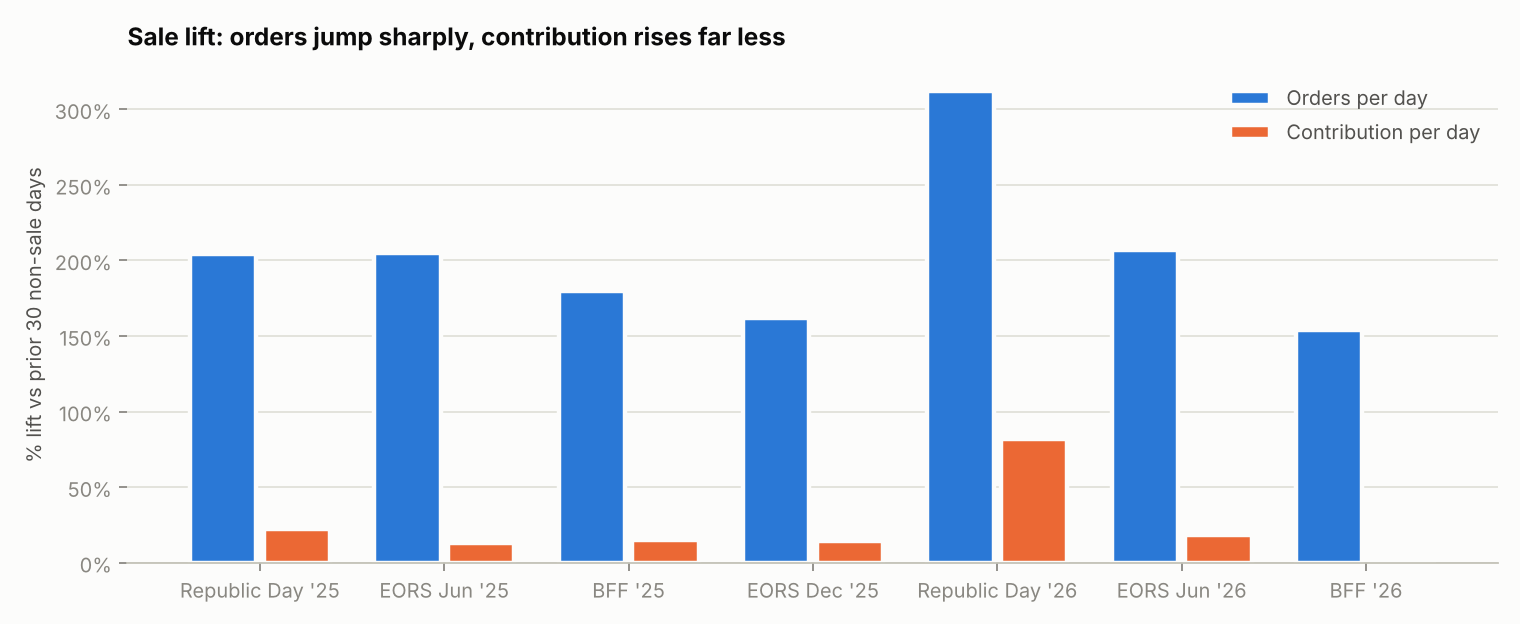 Sale lift: orders jump sharply, contribution rises far less
Orders per day
Contribution per day
% lift vs prior 30 non-sale days
300%
250%
200%
150%
100%
50%
0%
Republic Day '25
EORS Jun '25
BFF '25
EORS Dec '25
Republic Day '26
EORS Jun '26
BFF '26